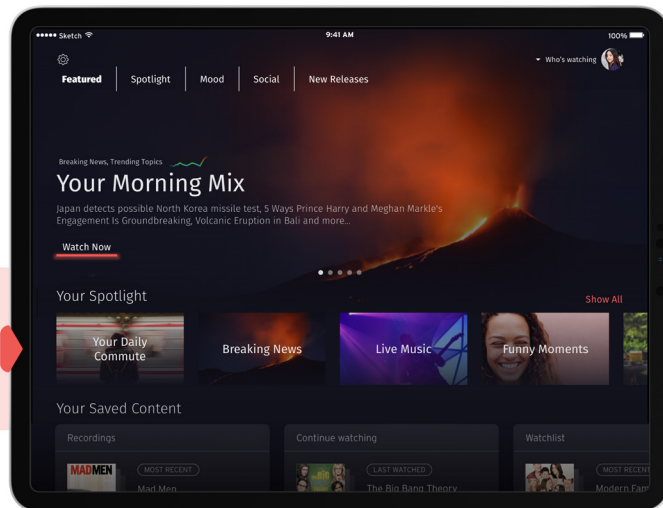 Sketch
9:41 AM
100%
Who's watching
Featured
Spotlight
Mood
Social
New Releases
Breaking News, Trending Topics
Your Morning Mix
Japan detects possible North Korea missile test, 5 Ways Prince Harry and Meghan Markle's
Engagement Is Groundbreaking, Volcanic Eruption in Bali and more...
Watch Now
Your Spotlight
Show All
Your Daily
Commute
Breaking News
Live Music
Funny Moments
Your Saved Content
Recordings
Continue watching
Watchlist
MADMEN
MOST RECENT
Mad Men
BIG
LAST WATCHED
The Big Bang Theory
MOST RECENT
Modern Fam